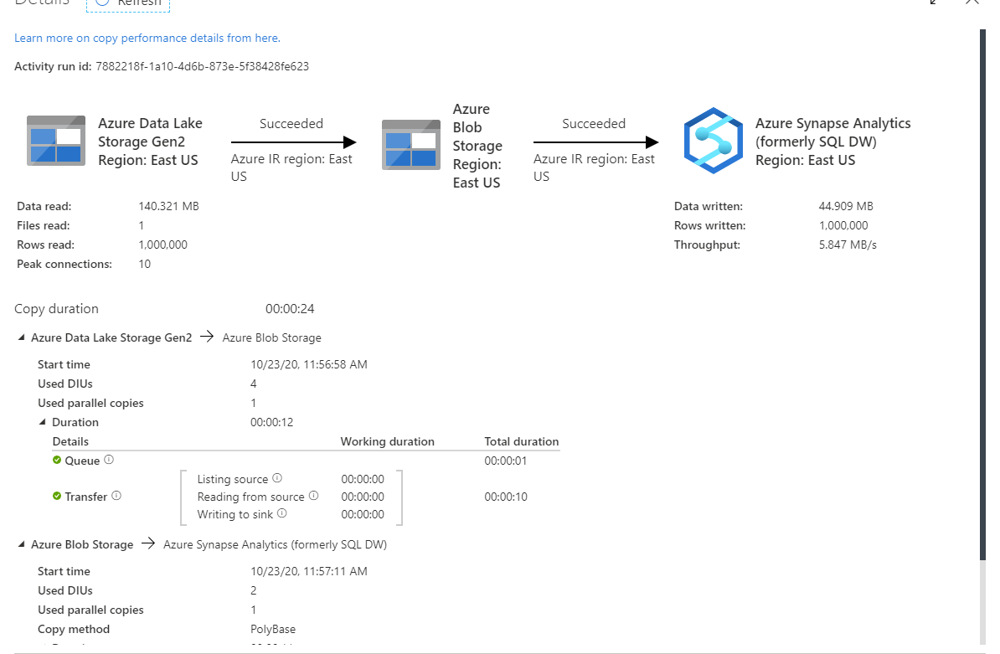 Details Refresh
Learn more on copy performance details from here.
Activity run id: 7882218f-1a10-4d6b-873e-5f38428fe623
Azure Data Lake
Storage Gen2
Region: East US
Succeeded
Azure IR region: East
US
Azure
Blob
Storage
Region:
East US
Succeeded
Azure IR region: East
US
Azure Synapse Analytics
(formerly SQL DW)
Region: East US
Data read: 140.321 MB
Files read: 1
Rows read: 1,000,000
Peak connections: 10
Data written: 44.909 MB
Rows written: 1,000,000
Throughput: 5.847 MB/s
Copy duration 00:00:24
Azure Data Lake Storage Gen2 → Azure Blob Storage
Start time 10/23/20, 11:56:58 AM
Used DIUs 4
Used parallel copies 1
Duration 00:00:12
Details Working duration Total duration
Queue 00:00:01
Listing source 00:00:00
Transfer Reading from source 00:00:00 00:00:10
Writing to sink 00:00:00
Azure Blob Storage → Azure Synapse Analytics (formerly SQL DW)
Start time 10/23/20, 11:57:11 AM
Used DIUs 2
Used parallel copies 1
Copy method PolyBase